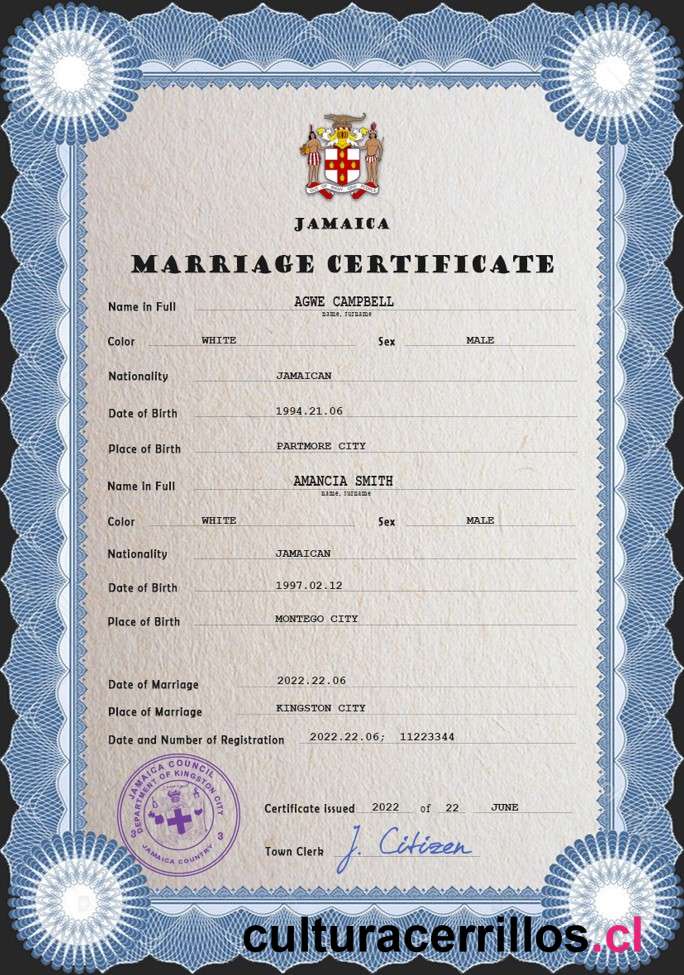 JAMAICA
MARRIAGE CERTIFICATE
Name in Full AGWE CAMPBELL
name, surname
Color WHITE Sex MALE
Nationality JAMAICAN
Date of Birth 1994.21.06
Place of Birth PARTMORE CITY
Name in Full AMANCIA SMITH
name, surname
Color WHITE Sex MALE
Nationality JAMAICAN
Date of Birth 1997.02.12
Place of Birth MONTEGO CITY
Date of Marriage 2022.22.06
Place of Marriage KINGSTON CITY
Date and Number of Registration 2022.22.06; 11223344
JAMAICA COUNCIL
DEPARTMENT OF KINGSTON CITY
3 3
JAMAICA COUNTRY
Certificate issued 2022 of 22 JUNE
Town Clerk J. Citizen
culturacerrillos.cl